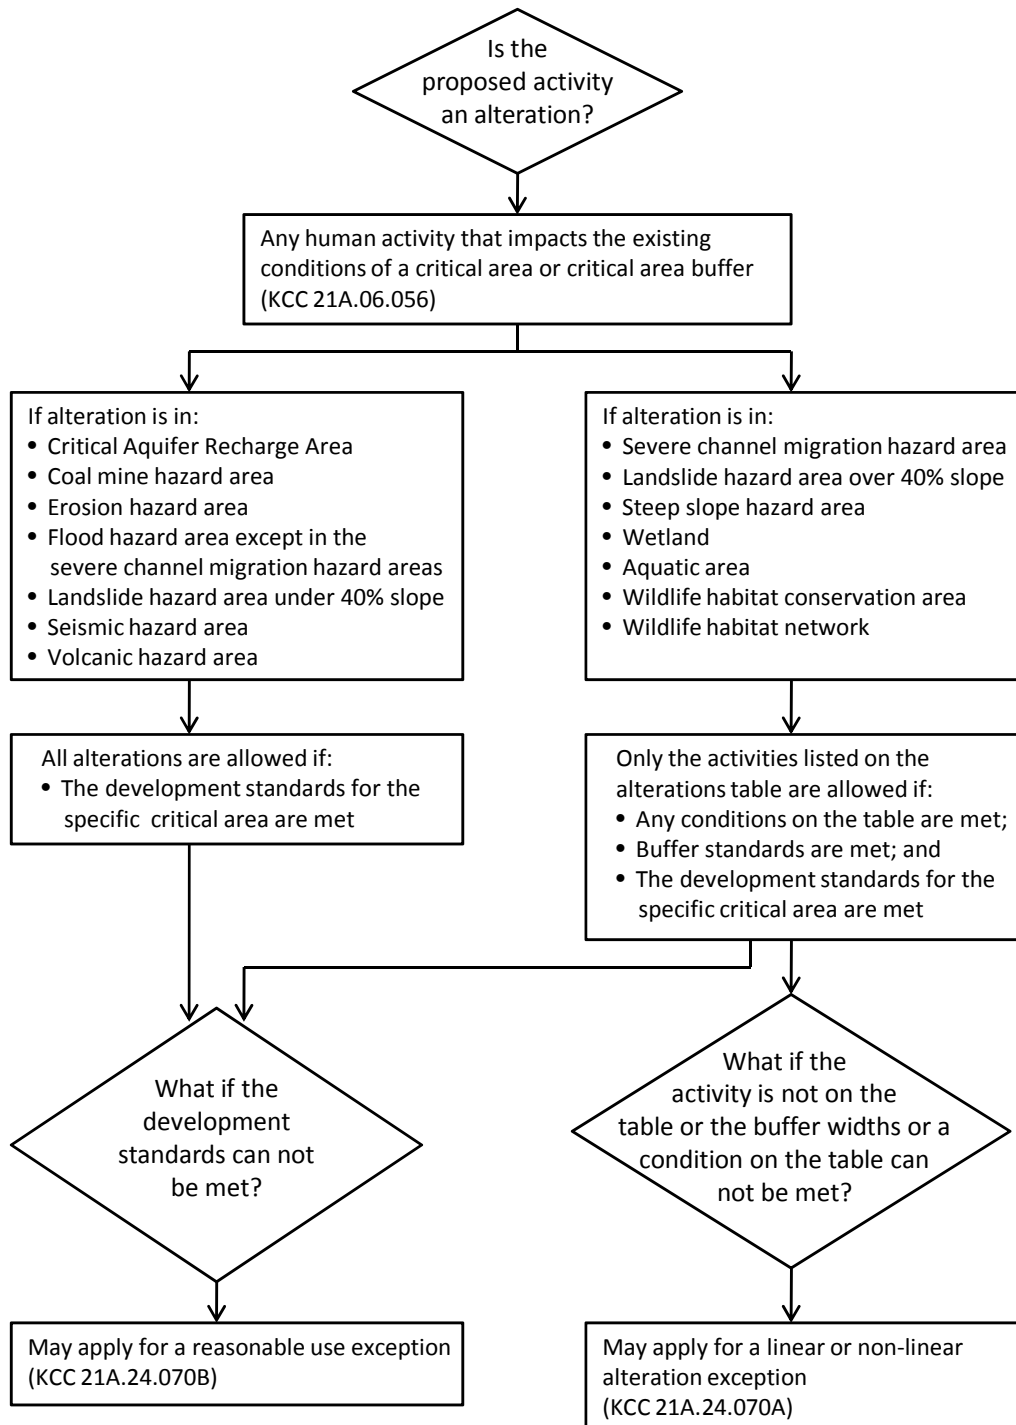 Is the
proposed activity
an alteration?
Any human activity that impacts the existing
conditions of a critical area or critical area buffer
(KCC 21A.06.056)
If alteration is in:
• Critical Aquifer Recharge Area
• Coal mine hazard area
• Erosion hazard area
• Flood hazard area except in the
severe channel migration hazard areas
• Landslide hazard area under 40% slope
• Seismic hazard area
• Volcanic hazard area
If alteration is in:
• Severe channel migration hazard area
• Landslide hazard area over 40% slope
• Steep slope hazard area
• Wetland
• Aquatic area
• Wildlife habitat conservation area
• Wildlife habitat network
All alterations are allowed if:
• The development standards for the
specific critical area are met
Only the activities listed on the
alterations table are allowed if:
• Any conditions on the table are met;
• Buffer standards are met; and
• The development standards for the
specific critical area are met
What if the
development
standards can not
be met?
What if the
activity is not on the
table or the buffer widths or a
condition on the table can
not be met?
May apply for a reasonable use exception
(KCC 21A.24.070B)
May apply for a linear or non-linear
alteration exception
(KCC 21A.24.070A)